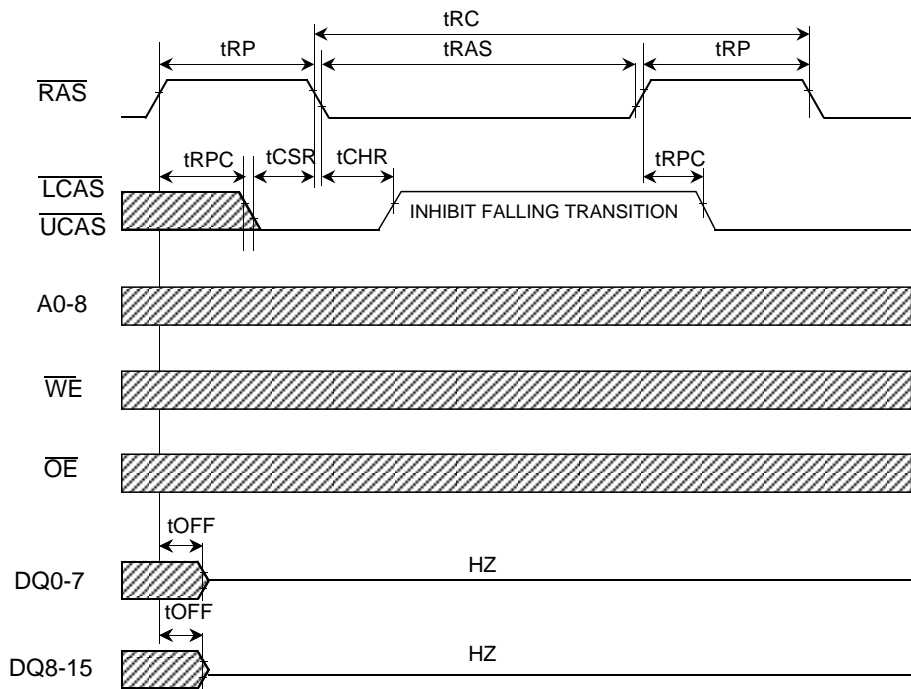 tRC
tRP tRAS tRP
RAS
tRPC tCSR tCHR tRPC
LCAS
INHIBIT FALLING TRANSITION
UCAS
A0-8
WE
OE
tOFF
DQ0-7 HZ
tOFF
DQ8-15 HZ